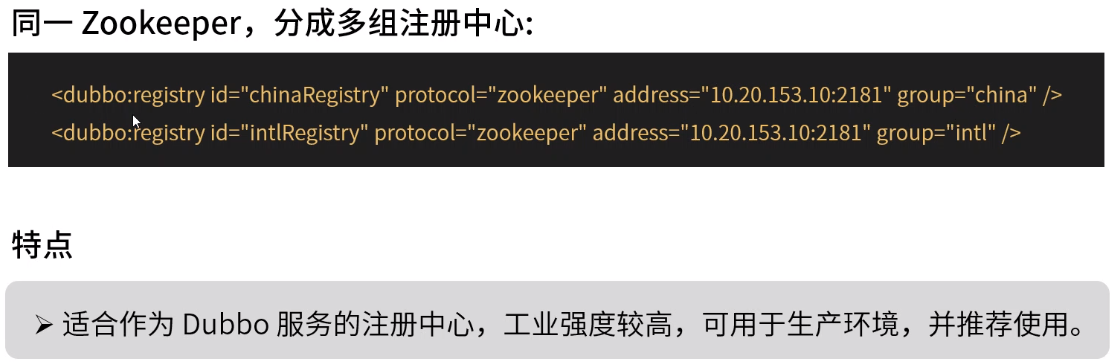 同一 Zookeeper，分成多组注册中心:
<dubbo:registry id="chinaRegistry" protocol="zookeeper" address="10.20.153.10:2181" group="china" />
<dubbo:registry id="intlRegistry" protocol="zookeeper" address="10.20.153.10:2181" group="intl" />
特点
➢ 适合作为 Dubbo 服务的注册中心，工业强度较高，可用于生产环境，并推荐使用。